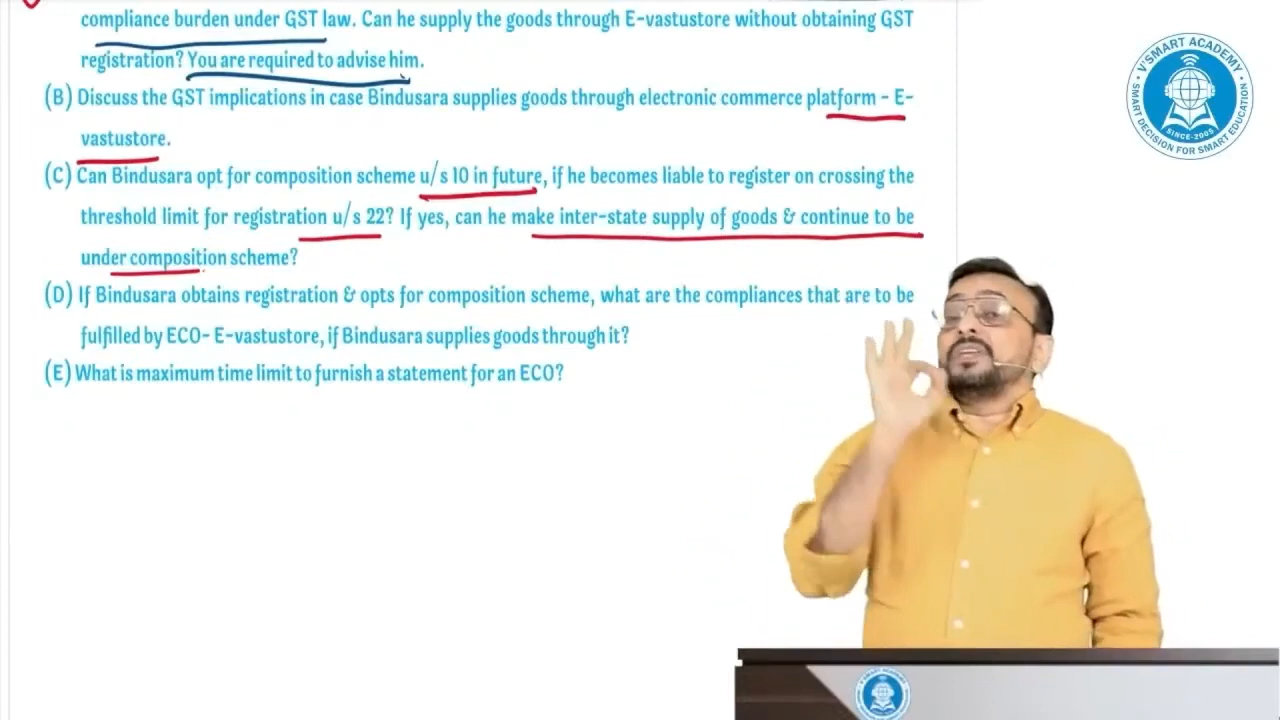 compliance burden under GST law. Can he supply the goods through E-vastustore without obtaining GST
registration? You are required to advise him.
(B) Discuss the GST implications in case Bindusara supplies goods through electronic commerce platform - E-
vastustore.
(C) Can Bindusara opt for composition scheme u/s 10 in future, if he becomes liable to register on crossing the
threshold limit for registration u/s 22? If yes, can he make inter-state supply of goods & continue to be
under composition scheme?
(D) If Bindusara obtains registration & opts for composition scheme, what are the compliances that are to be
fulfilled by ECO- E-vastustore, if Bindusara supplies goods through it?
(E) What is maximum time limit to furnish a statement for an ECO?
V'SMART ACADEMY
SINCE-2005
SMART DECISION FOR SMART EDUCATION